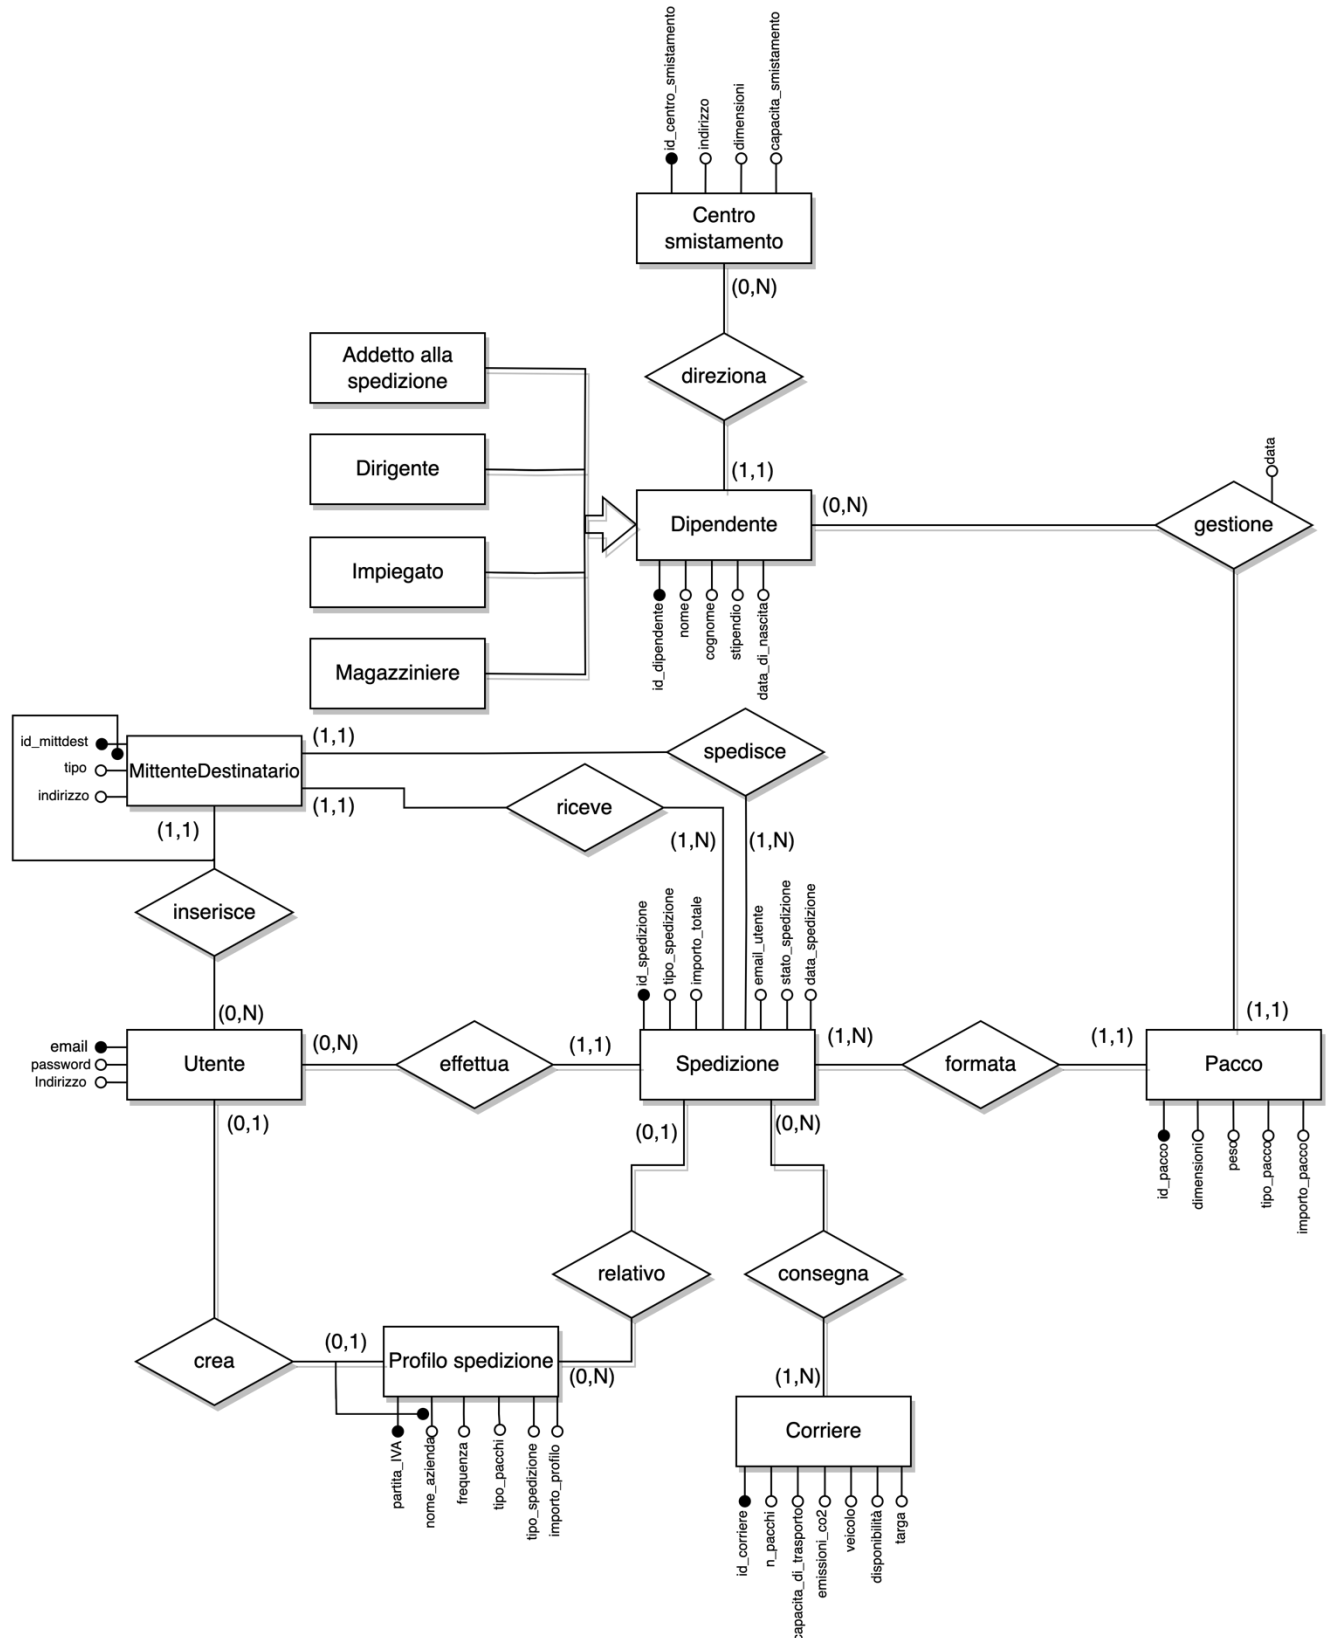 id_centro_smistamento
indirizzo
dimensioni
capacita_smistamento
Centro
smistamento
(0,N)
direziona
(1,1)
Addetto alla
spedizione
Dirigente
Impiegato
Magazziniere
Dipendente
(0,N)
data
gestione
id_dipendente
nome
cognome
stipendio
data_di_nascita
id_mittdest
tipo
indirizzo
MittenteDestinatario
(1,1)
(1,1)
(1,1)
spedisce
riceve
(1,N)
(1,N)
inserisce
(0,N)
id_spedizione
tipo_spedizione
importo_totale
email_utente
stato_spedizione
data_spedizione
email
password
Indirizzo
Utente
(0,N)
effettua
(1,1)
Spedizione
(1,N)
formata
(1,1)
(1,1)
Pacco
id_pacco
dimensioni
peso
tipo_pacco
importo_pacco
(0,1)
(0,1)
(0,N)
relativo
consegna
crea
(0,1)
Profilo spedizione
(0,N)
partita_IVA
nome_azienda
frequenza
tipo_pacchi
tipo_spedizione
importo_profilo
(1,N)
Corriere
id_corriere
n_pacchi
capacita_di_trasporto
emissioni_co2
veicolo
disponibilità
targa